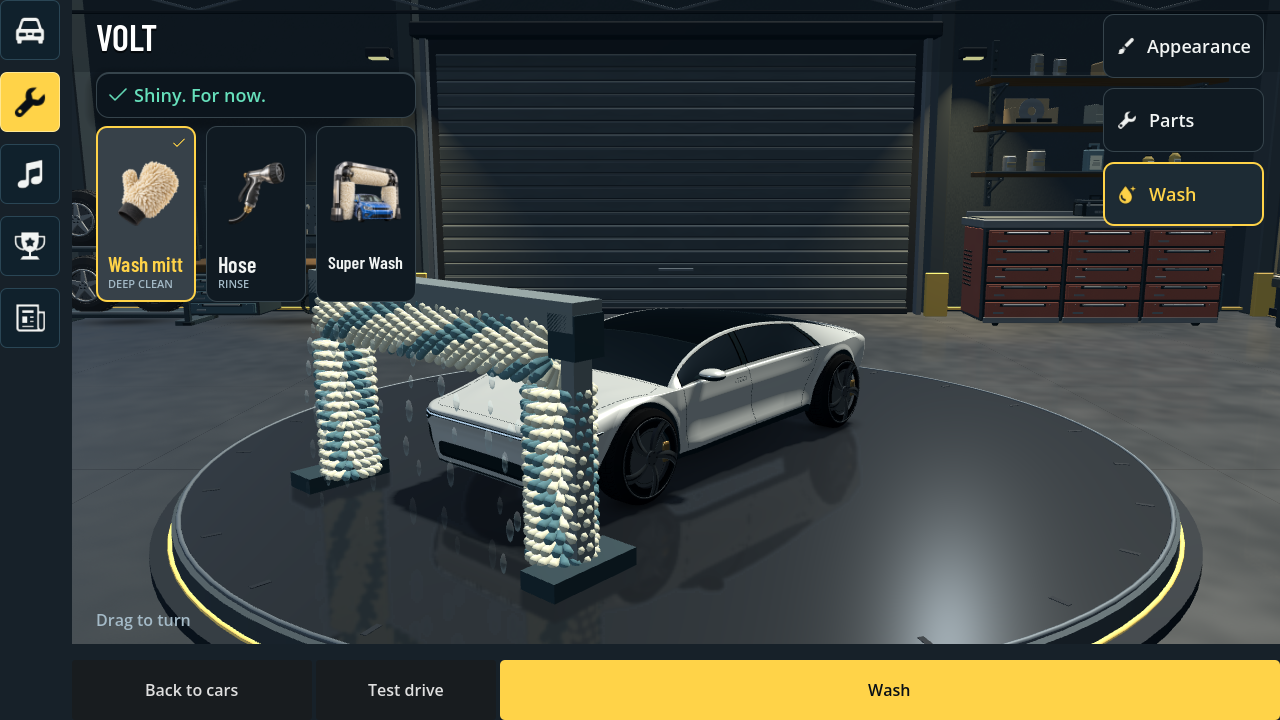 VOLT
Shiny. For now.
Wash mitt
DEEP CLEAN
Hose
RINSE
Super Wash
Appearance
Parts
Wash
Drag to turn
Back to cars
Test drive
Wash